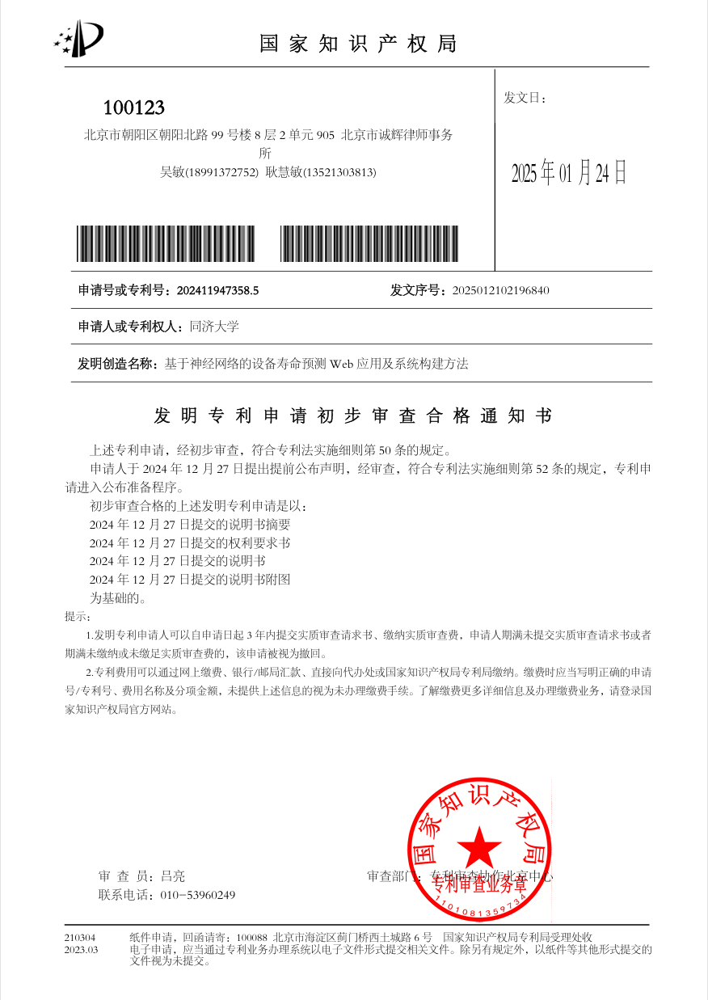 国家知识产权局
100123
北京市朝阳区朝阳北路 99 号楼 8 层 2 单元 905 北京市诚辉律师事务
所
吴敏(18991372752) 耿慧敏(13521303813)
发文日：
2025 年 01 月 24 日
申请号或专利号：202411947358.5
发文序号：2025012102196840
申请人或专利权人：同济大学
发明创造名称：基于神经网络的设备寿命预测 Web 应用及系统构建方法
发明专利申请初步审查合格通知书
上述专利申请，经初步审查，符合专利法实施细则第 50 条的规定。
申请人于 2024 年 12 月 27 日提出提前公布声明，经审查，符合专利法实施细则第 52 条的规定，专利申
请进入公布准备程序。
初步审查合格的上述发明专利申请是以：
2024 年 12 月 27 日提交的说明书摘要
2024 年 12 月 27 日提交的权利要求书
2024 年 12 月 27 日提交的说明书
2024 年 12 月 27 日提交的说明书附图
为基础的。
提示：
1.发明专利申请人可以自申请日起 3 年内提交实质审查请求书、缴纳实质审查费，申请人期满未提交实质审查请求书或者
期满未缴纳或未缴足实质审查费的，该申请被视为撤回。
2.专利费用可以通过网上缴费、银行/邮局汇款、直接向代办处或国家知识产权局专利局缴纳。缴费时应当写明正确的申请
号/专利号、费用名称及分项金额，未提供上述信息的视为未办理缴费手续。了解缴费更多详细信息及办理缴费业务，请登录国
家知识产权局官方网站。
国家知识产权局
专利审查业务章
1101081359734
审 查 员：吕亮
审查部门：专利审查协作北京中心
联系电话：010-53960249
210304 纸件申请，回函请寄：100088 北京市海淀区蓟门桥西土城路 6 号 国家知识产权局专利局受理处收
2023.03 电子申请，应当通过专利业务办理系统以电子文件形式提交相关文件。除另有规定外，以纸件等其他形式提交的
文件视为未提交。